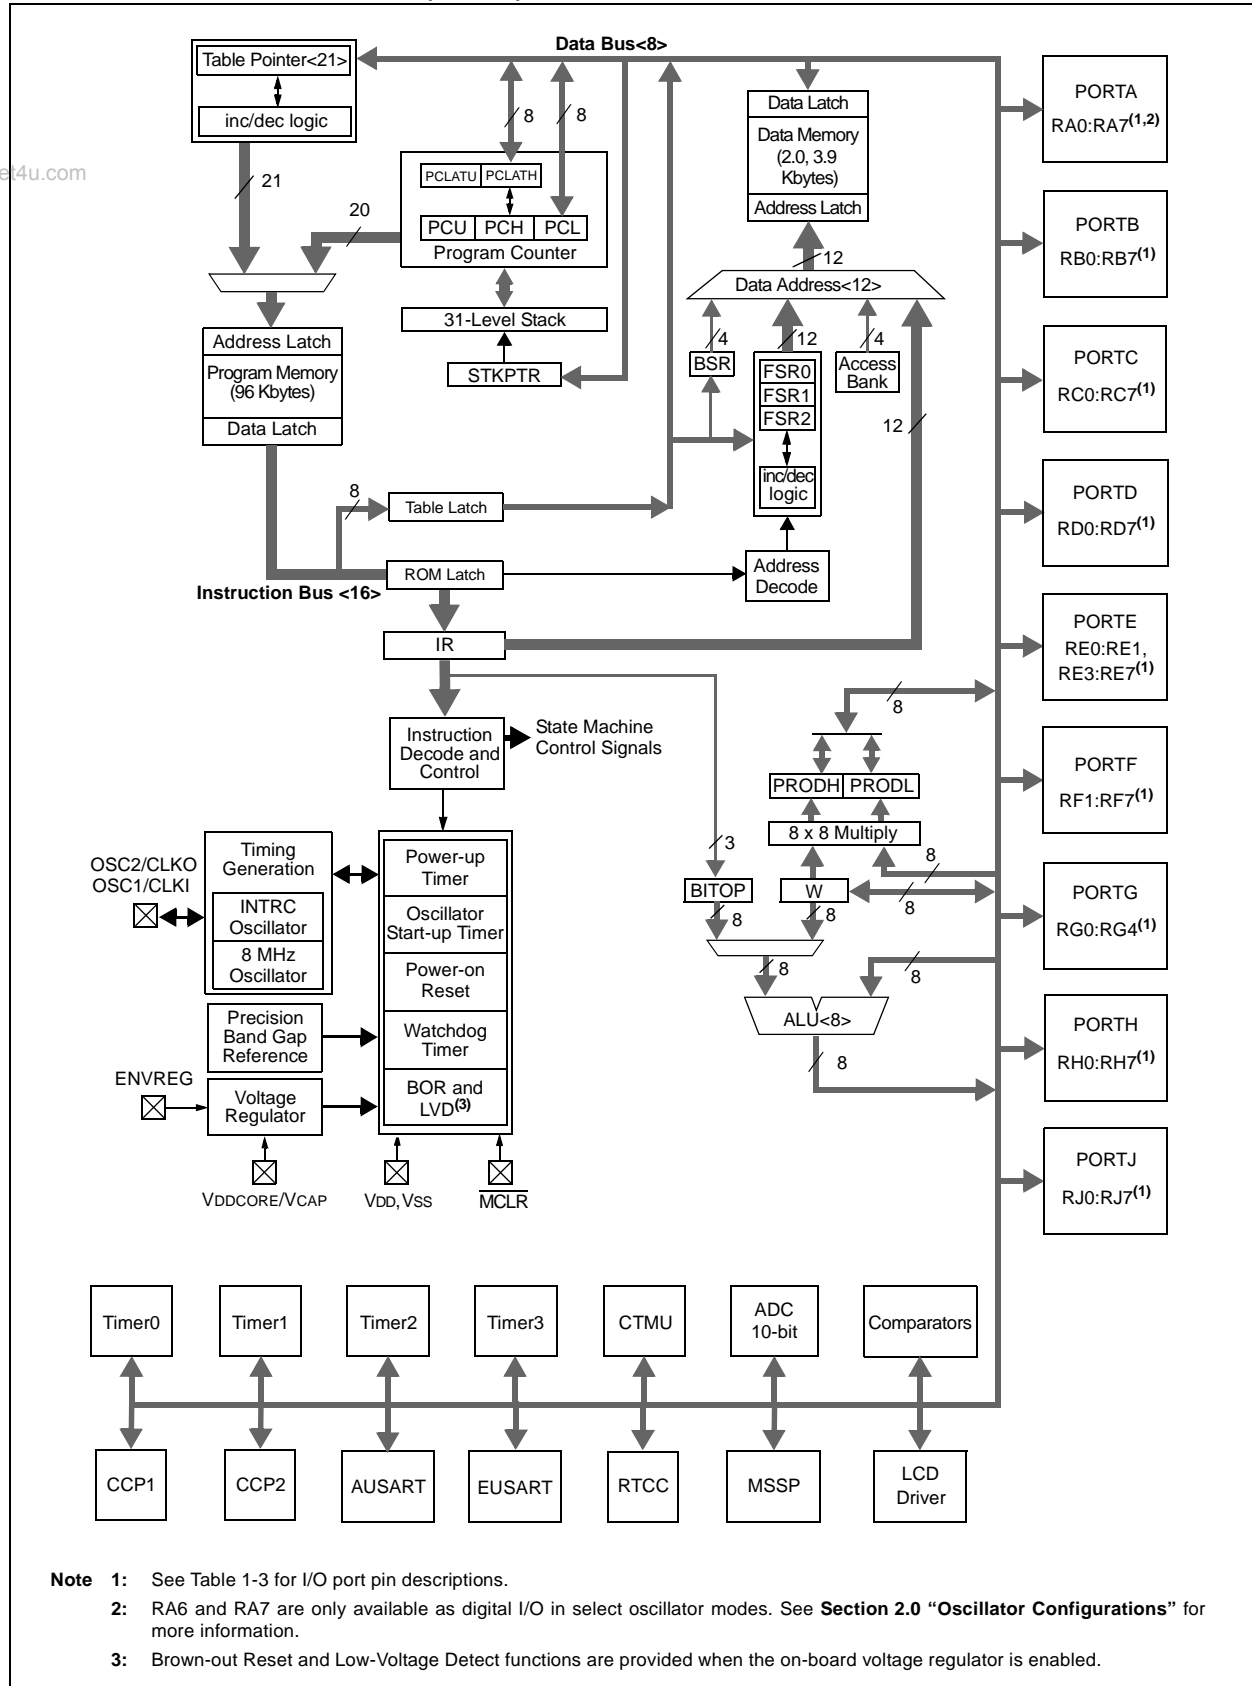 Data Bus<8>
Table Pointer<21>
inc/dec logic
21
et4u.com
20
8
8
PCLATU PCLATH
PCU PCH PCL
Program Counter
31-Level Stack
STKPTR
Data Latch
Data Memory
(2.0, 3.9
Kbytes)
Address Latch
12
Data Address<12>
4
12
4
BSR
FSR0
FSR1
FSR2
inc/dec
logic
Access
Bank
12
Address Latch
Program Memory
(96 Kbytes)
Data Latch
8
Table Latch
ROM Latch
Instruction Bus <16>
Address
Decode
IR
Instruction
Decode and
Control
State Machine
Control Signals
8
PRODH PRODL
8 x 8 Multiply
3
8
BITOP
W
8
8
8
8
8
ALU<8>
8
OSC2/CLKO
OSC1/CLKI
Timing
Generation
INTRC
Oscillator
8 MHz
Oscillator
Power-up
Timer
Oscillator
Start-up Timer
Power-on
Reset
Watchdog
Timer
BOR and
LVD(3)
Precision
Band Gap
Reference
ENVREG
Voltage
Regulator
VDDCORE/VCAP
VDD, VSS
MCLR
PORTA
RA0:RA7(1,2)
PORTB
RB0:RB7(1)
PORTC
RC0:RC7(1)
PORTD
RD0:RD7(1)
PORTE
RE0:RE1,
RE3:RE7(1)
PORTF
RF1:RF7(1)
PORTG
RG0:RG4(1)
PORTH
RH0:RH7(1)
PORTJ
RJ0:RJ7(1)
Timer0
Timer1
Timer2
Timer3
CTMU
ADC
10-bit
Comparators
CCP1
CCP2
AUSART
EUSART
RTCC
MSSP
LCD
Driver
Note 1: See Table 1-3 for I/O port pin descriptions.
2: RA6 and RA7 are only available as digital I/O in select oscillator modes. See Section 2.0 “Oscillator Configurations” for
more information.
3: Brown-out Reset and Low-Voltage Detect functions are provided when the on-board voltage regulator is enabled.